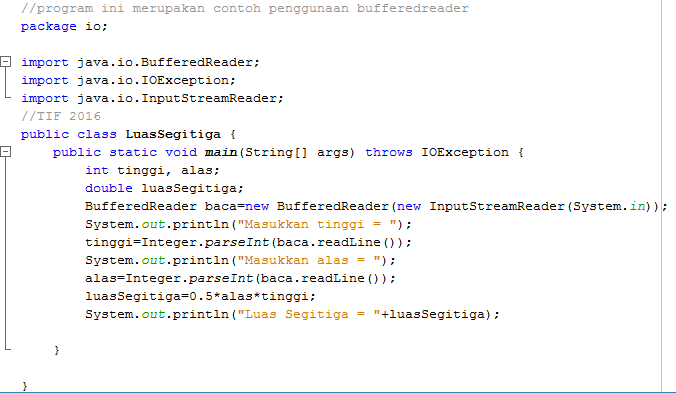 //program ini merupakan contoh penggunaan bufferedreader
package io;
import java.io.BufferedReader;
import java.io.IOException;
import java.io.InputStreamReader;
//TIF 2016
public class LuasSegitiga {
public static void main(String[] args) throws IOException {
int tinggi, alas;
double luasSegitiga;
BufferedReader baca=new BufferedReader(new InputStreamReader(System.in));
System.out.println("Masukkan tinggi = ");
tinggi=Integer.parseInt(baca.readLine());
System.out.println("Masukkan alas = ");
alas=Integer.parseInt(baca.readLine());
luasSegitiga=0.5*alas*tinggi;
System.out.println("Luas Segitiga = "+luasSegitiga);
}
}